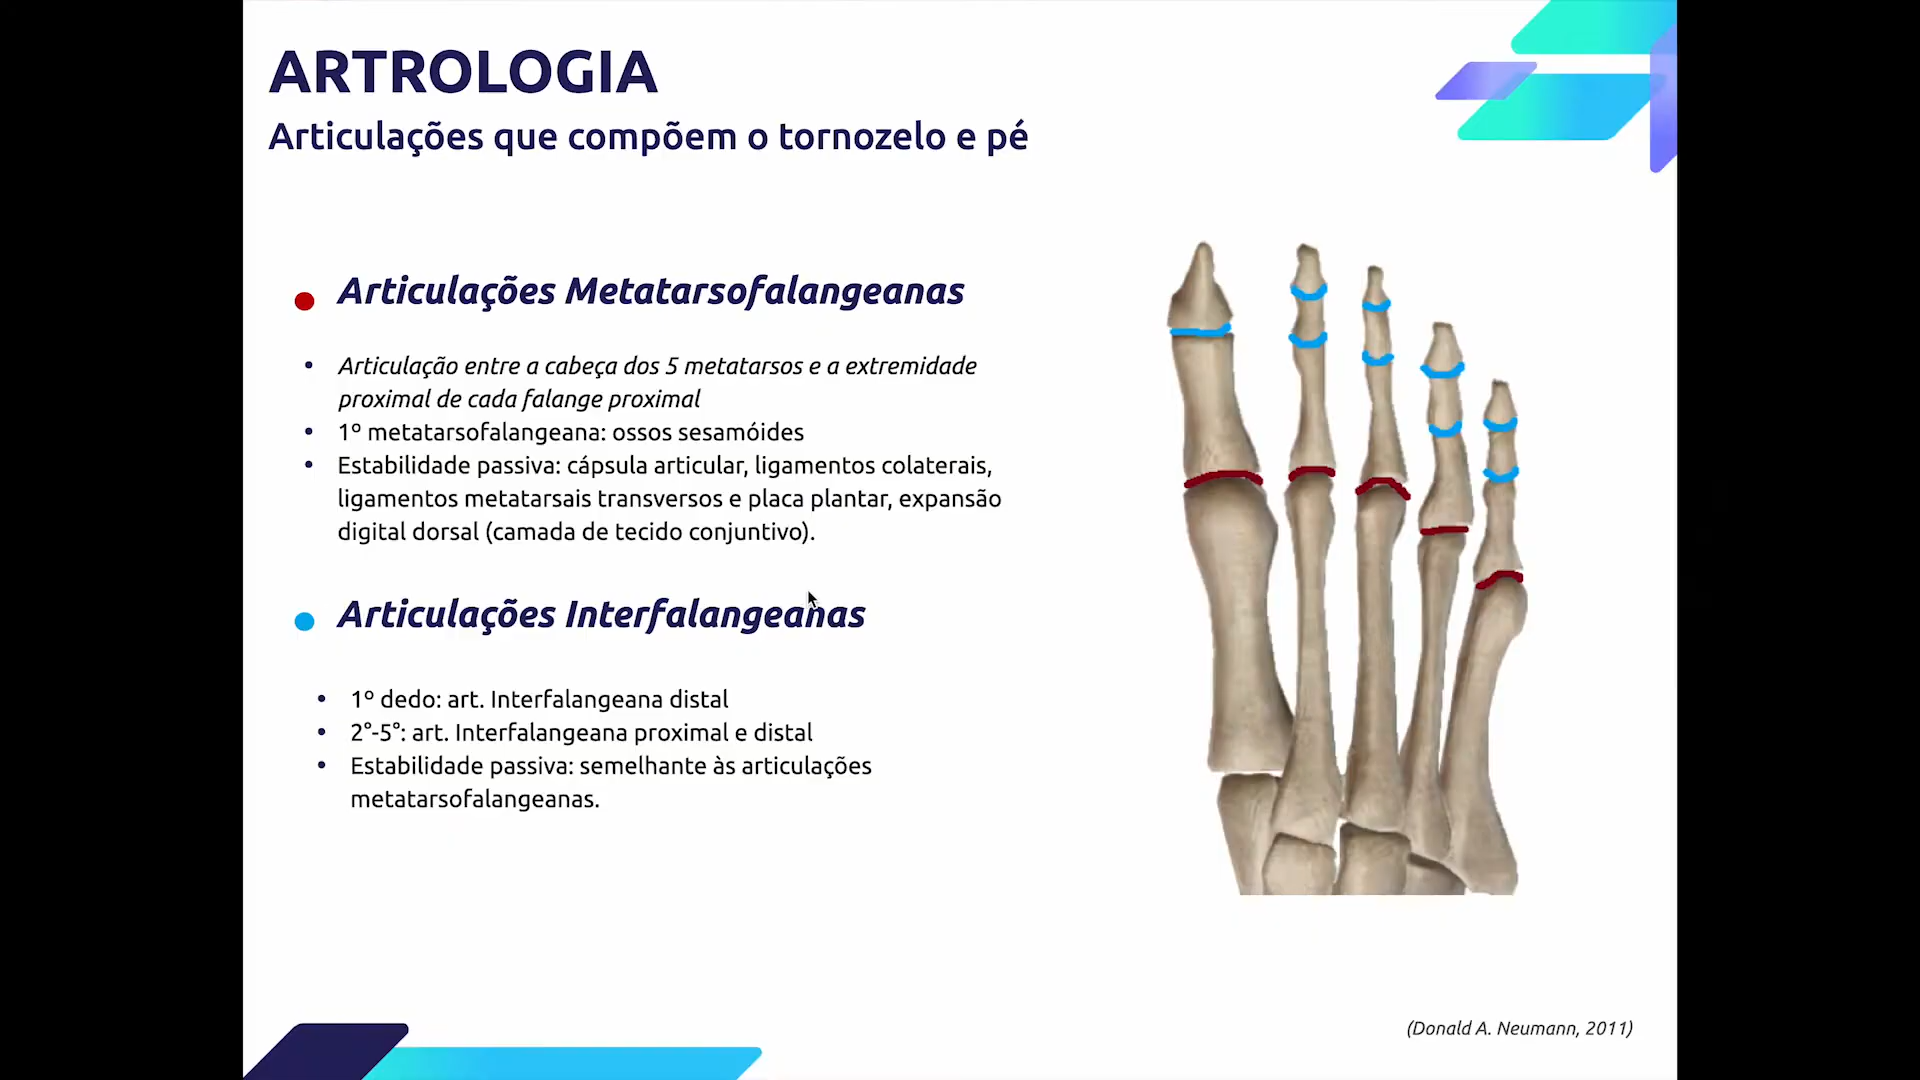 ARTROLOGIA
Articulações que compõem o tornozelo e pé
Articulações Metatarsofalangeanas
• Articulação entre a cabeça dos 5 metatarsos e a extremidade
proximal de cada falange proximal
• 1º metatarsofalangeana: ossos sesamóides
• Estabilidade passiva: cápsula articular, ligamentos colaterais,
ligamentos metatarsais transversos e placa plantar, expansão
digital dorsal (camada de tecido conjuntivo).
Articulações Interfalangeanas
• 1º dedo: art. Interfalangeana distal
• 2°-5°: art. Interfalangeana proximal e distal
• Estabilidade passiva: semelhante às articulações
metatarsofalangeanas.
(Donald A. Neumann, 2011)